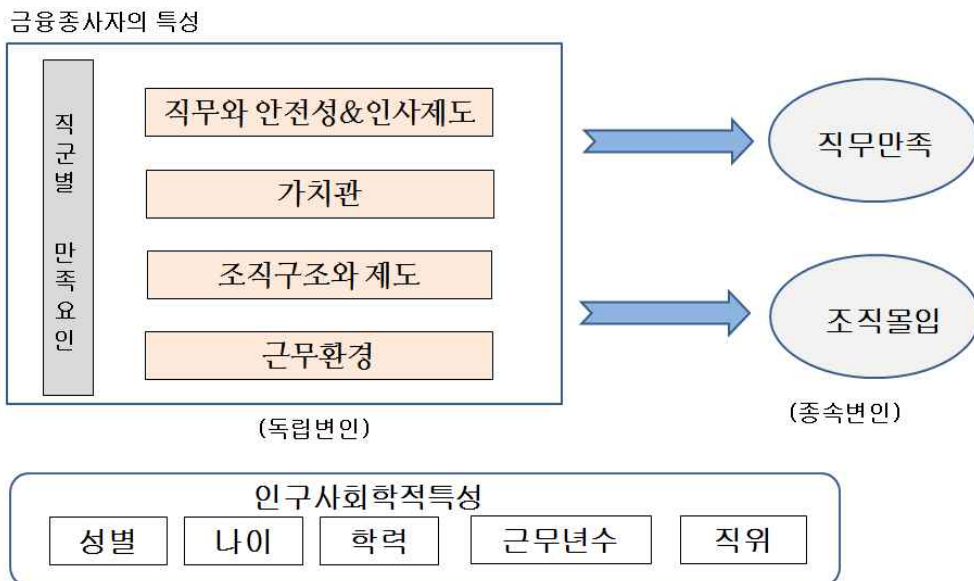 금융종사자의 특성
직군별 만족요인
직무와 안전성&인사제도
가치관
조직구조와 제도
근무환경
직무만족
조직몰입
(독립변인)
(종속변인)
인구사회학적특성
성별
나이
학력
근무년수
직위